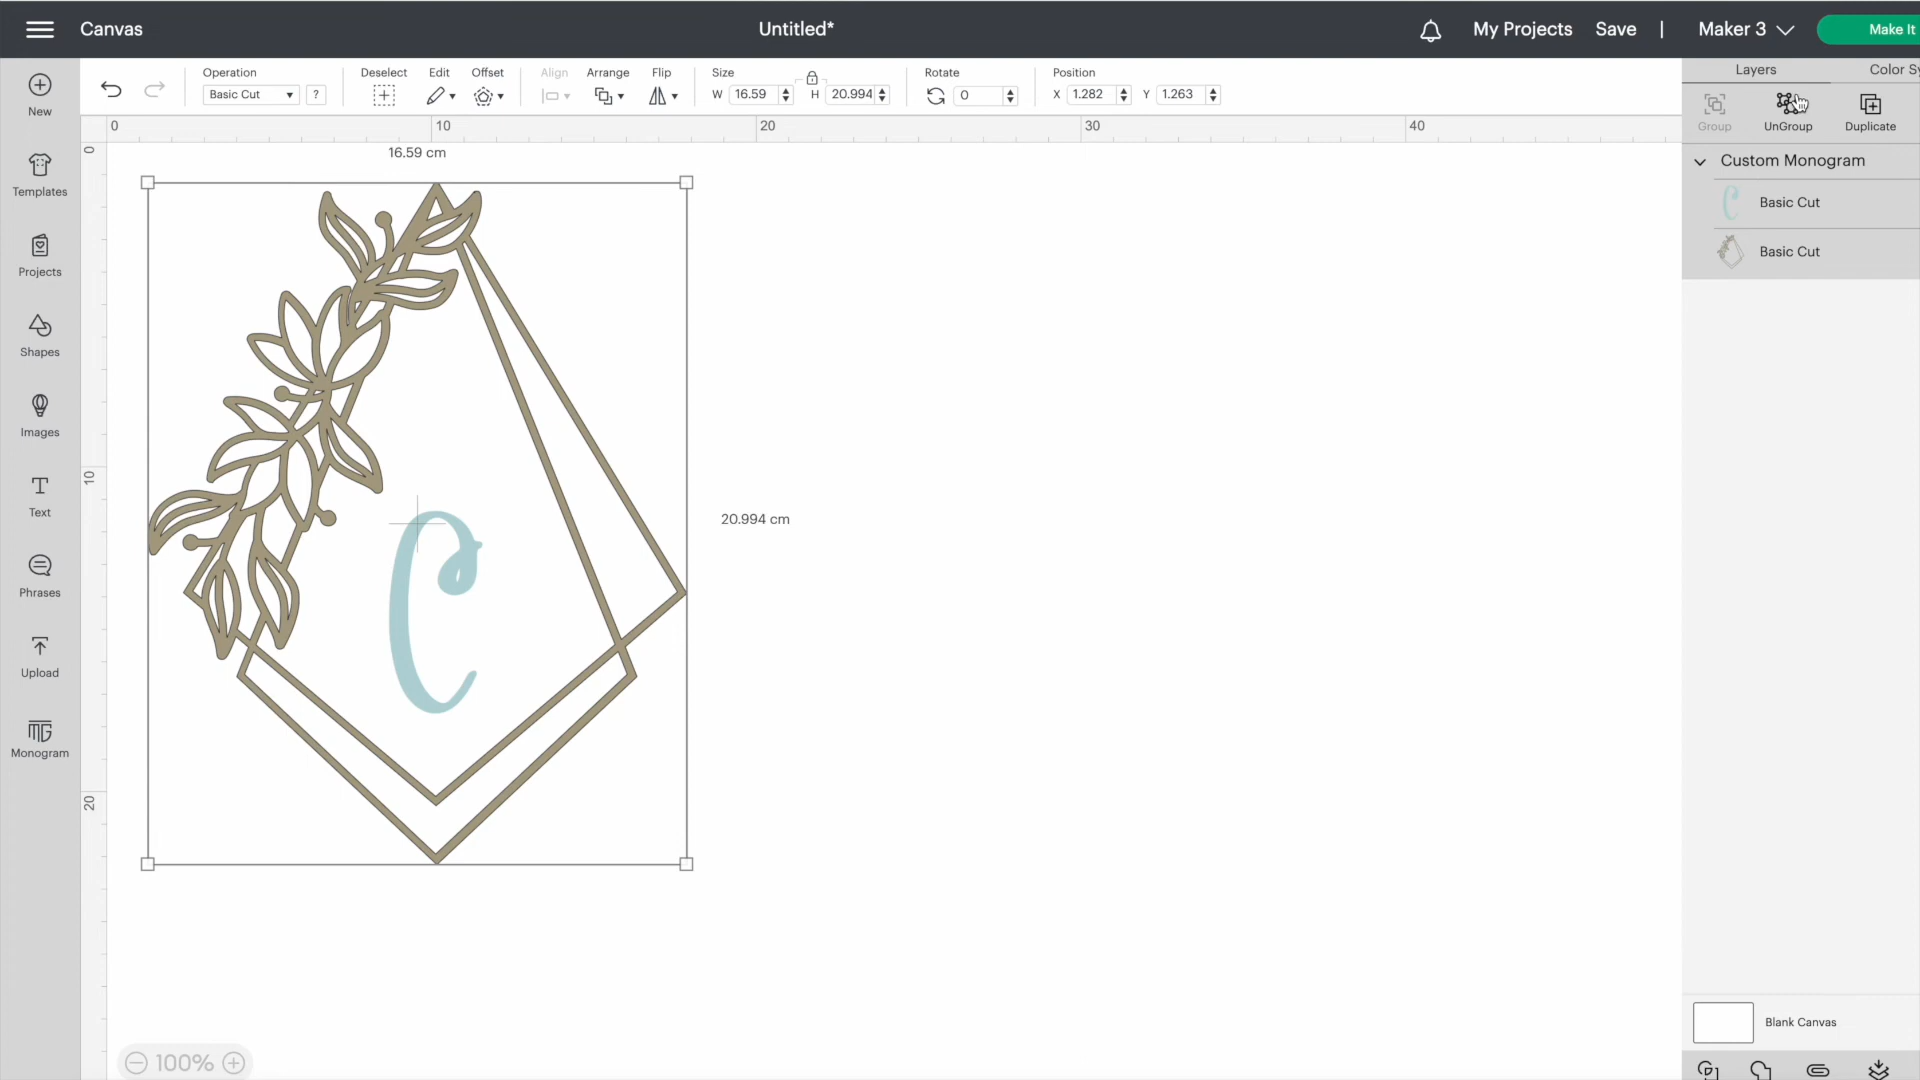 Canvas
Untitled*
My Projects
Save
|
Maker 3
Make It
New
Templates
Projects
Shapes
Images
Text
Phrases
Upload
Monogram
Operation
Basic Cut
?
Deselect
Edit
Offset
Align
Arrange
Flip
Size
W 16.59
H 20.994
Rotate
0
Position
X 1.282
Y 1.263
0 10 20 30 40
0
10
20
16.59 cm
20.994 cm
C
100%
Layers
Color Sy
Group
UnGroup
Duplicate
Custom Monogram
Basic Cut
Basic Cut
Blank Canvas